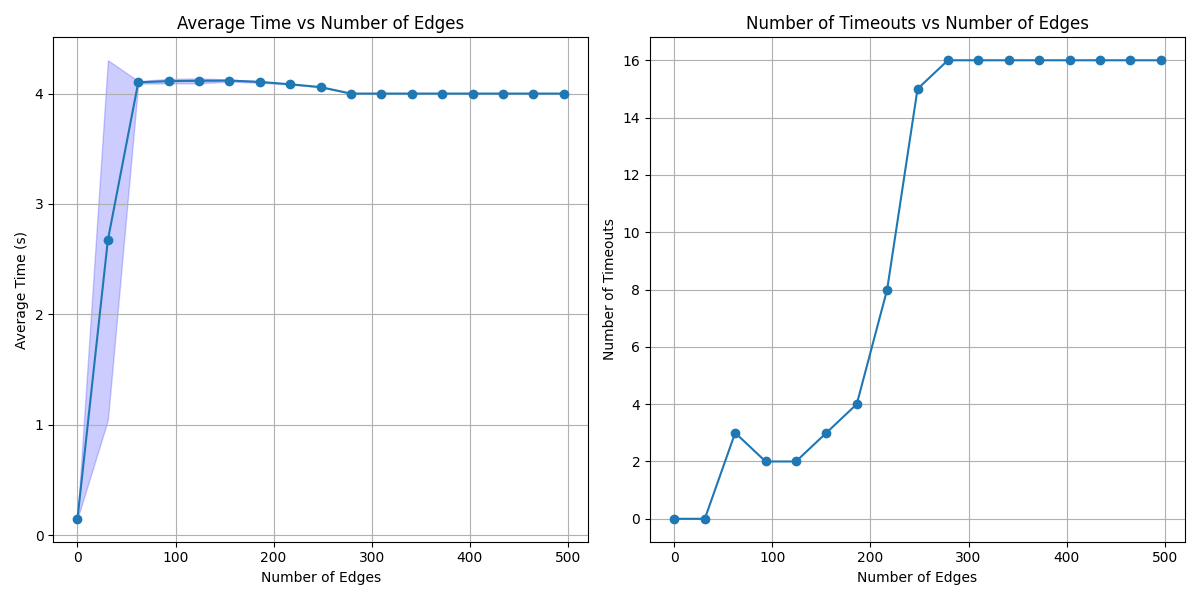 Average Time vs Number of Edges
Average Time (s)
4
3
2
1
0
0 100 200 300 400 500
Number of Edges
Number of Timeouts vs Number of Edges
Number of Timeouts
16
14
12
10
8
6
4
2
0
0 100 200 300 400 500
Number of Edges